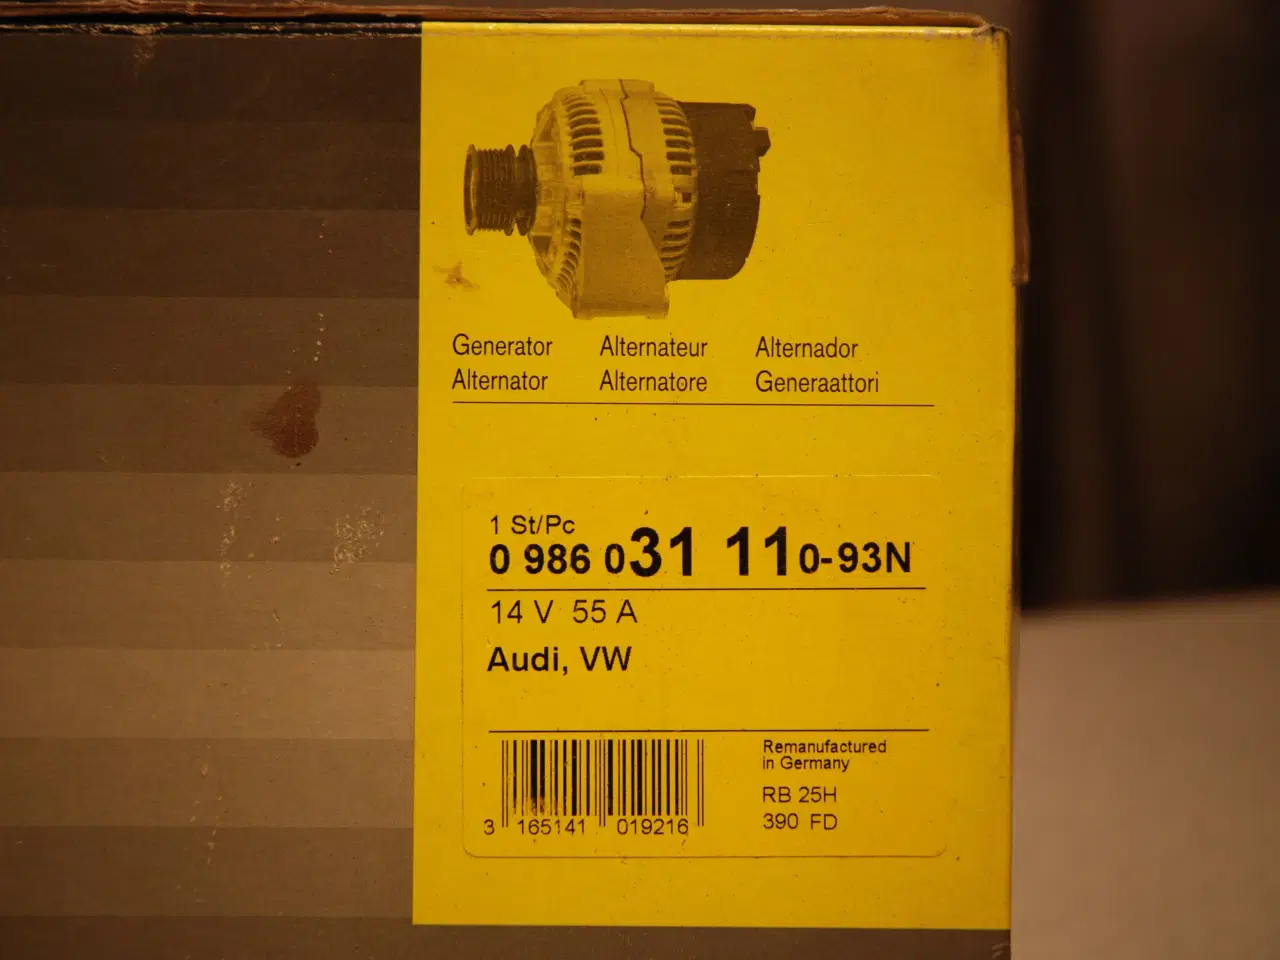 Generator Alternateur Alternador
Alternator Alternatore Generaattori
1 St/Pc
0 986 031 110-93N
14 V 55 A
Audi, VW
Remanufactured
in Germany
RB 25H
390 FD
3 165141 019216